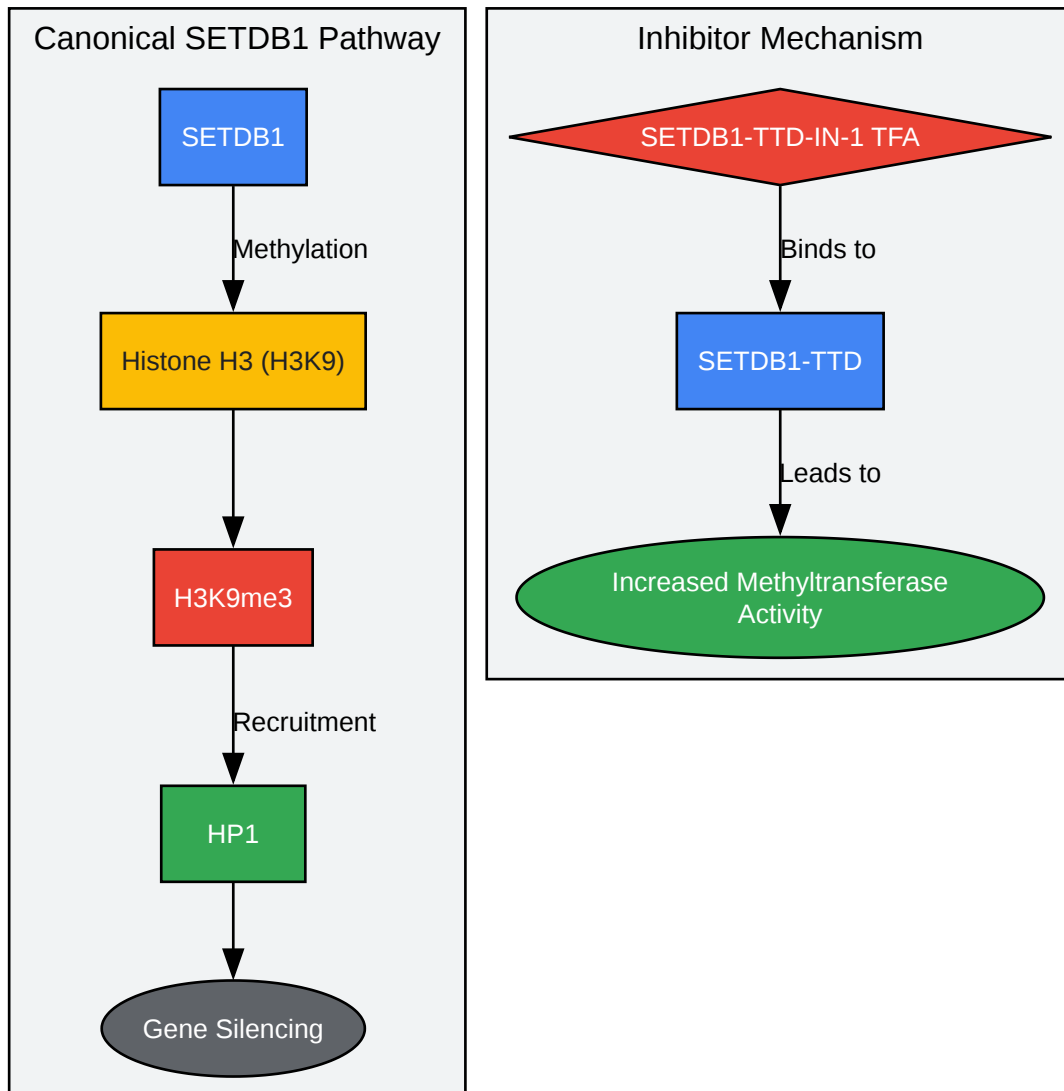 Canonical SETDB1 Pathway
SETDB1
Methylation
Histone H3 (H3K9)
H3K9me3
Recruitment
HP1
Gene Silencing
Inhibitor Mechanism
SETDB1-TTD-IN-1 TFA
Binds to
SETDB1-TTD
Leads to
Increased Methyltransferase
Activity